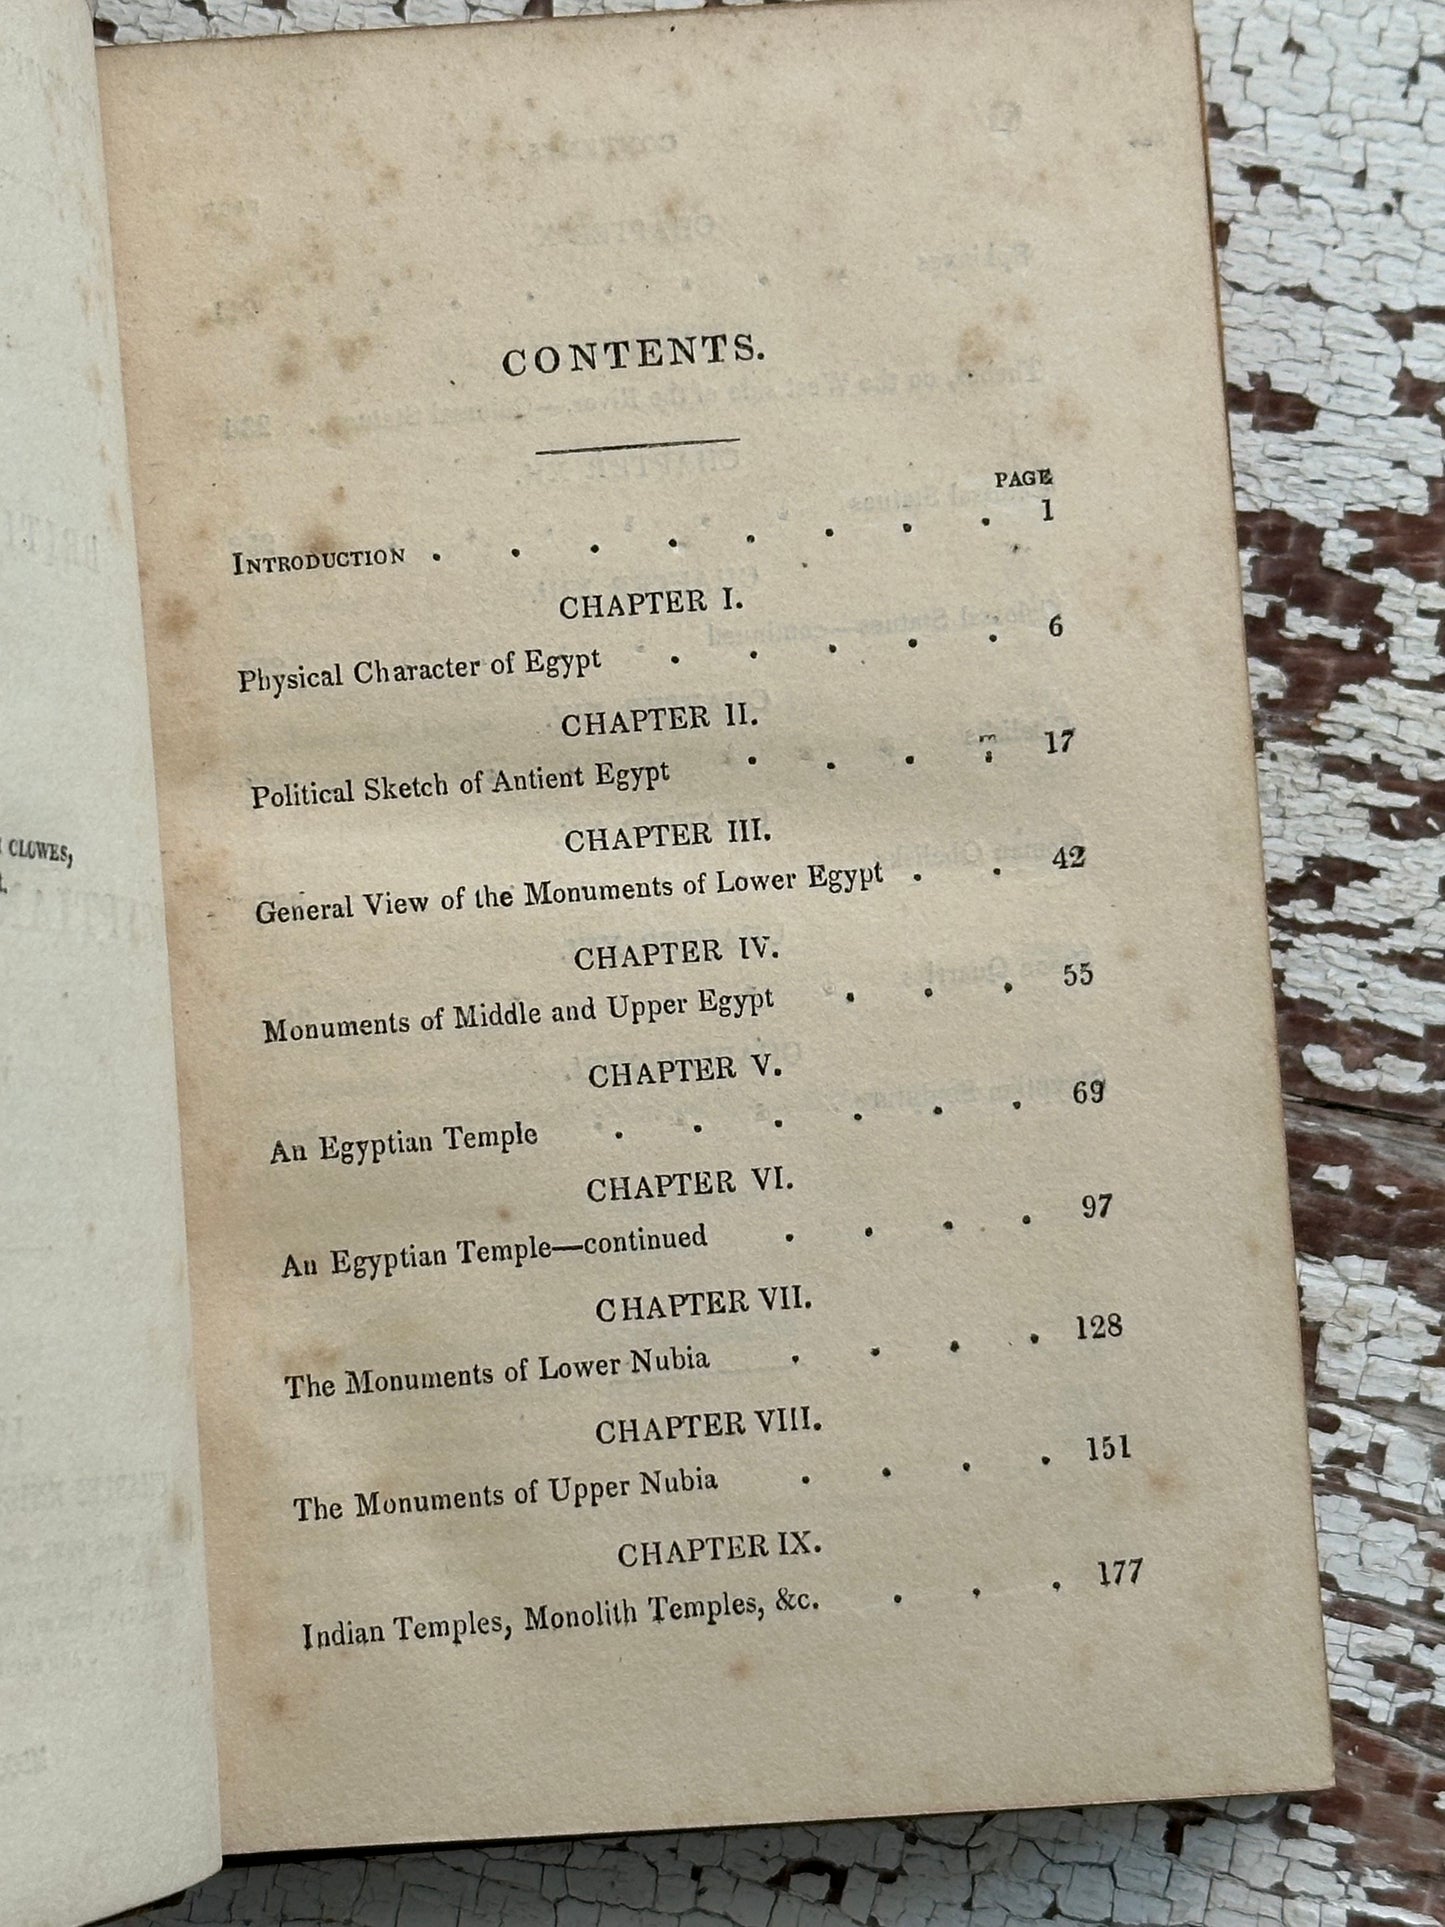 CLOWES,
CONTENTS.
PAGE
INTRODUCTION . . . . . . . . 1
CHAPTER I.
Physical Character of Egypt . . . . . 6
CHAPTER II.
Political Sketch of Antient Egypt . . . . 17
CHAPTER III.
General View of the Monuments of Lower Egypt . . 42
CHAPTER IV.
Monuments of Middle and Upper Egypt . . . 55
CHAPTER V.
An Egyptian Temple . . . . . . 69
CHAPTER VI.
An Egyptian Temple—continued . . . . 97
CHAPTER VII.
The Monuments of Lower Nubia . . . . 128
CHAPTER VIII.
The Monuments of Upper Nubia . . . . 151
CHAPTER IX.
Indian Temples, Monolith Temples, &c. . . . 177